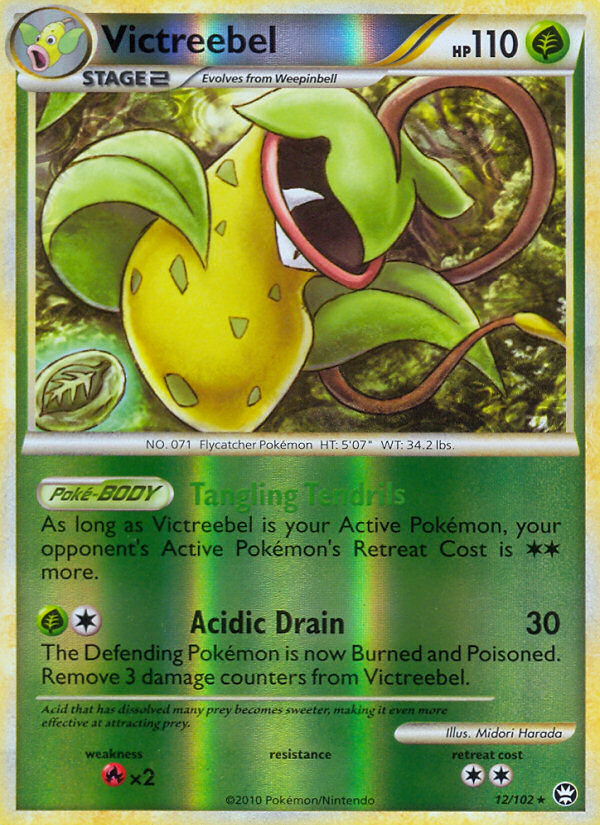 Victreebel
HP110
STAGE 2
Evolves from Weepinbell
NO. 071 Flycatcher Pokémon HT: 5'07" WT: 34.2 lbs.
Poké-BODY Tangling Tendrils
As long as Victreebel is your Active Pokémon, your
opponent's Active Pokémon's Retreat Cost is ✶✶
more.
Acidic Drain 30
The Defending Pokémon is now Burned and Poisoned.
Remove 3 damage counters from Victreebel.
Acid that has dissolved many prey becomes sweeter, making it even more
effective at attracting prey.
Illus. Midori Harada
weakness resistance retreat cost
×2
©2010 Pokémon/Nintendo 12/102 ★